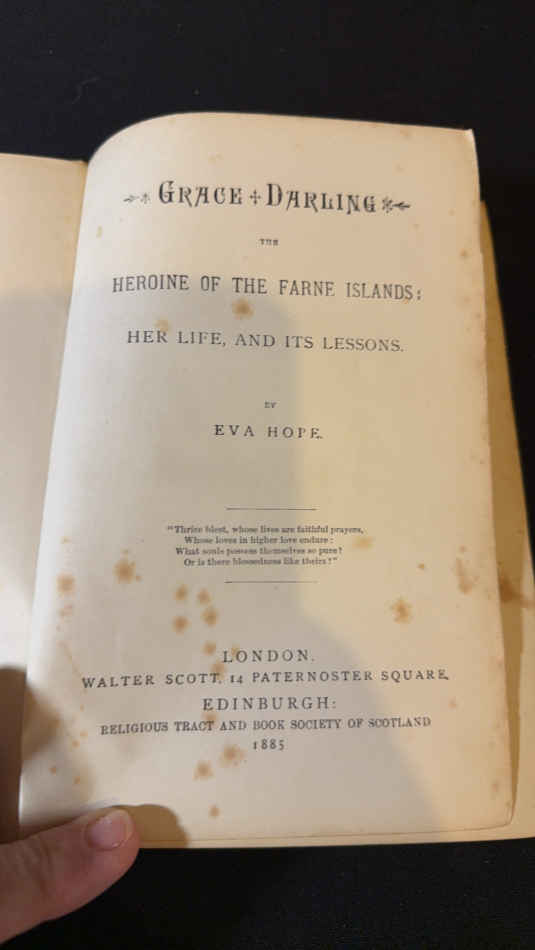 GRACE + DARLING
THE
HEROINE OF THE FARNE ISLANDS:
HER LIFE, AND ITS LESSONS.
BY
EVA HOPE.
"Thrice blest, whose lives are faithful prayers,
Whose loves in higher love endure:
What souls possess themselves so pure?
Or is there blessedness like theirs?"
LONDON.
WALTER SCOTT, 14 PATERNOSTER SQUARE,
EDINBURGH:
RELIGIOUS TRACT AND BOOK SOCIETY OF SCOTLAND
1885